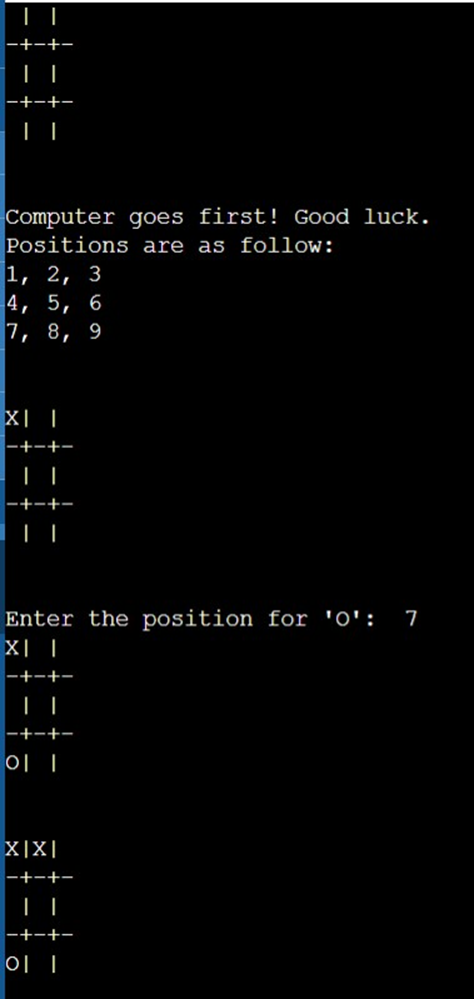 | |
-+-+-
 | |
-+-+-
 | |
Computer goes first! Good luck.
Positions are as follow:
1, 2, 3
4, 5, 6
7, 8, 9
X| |
-+-+-
 | |
-+-+-
 | |
Enter the position for 'O':  7
X| |
-+-+-
 | |
-+-+-
O| |
X|X|
-+-+-
 | |
-+-+-
O| |